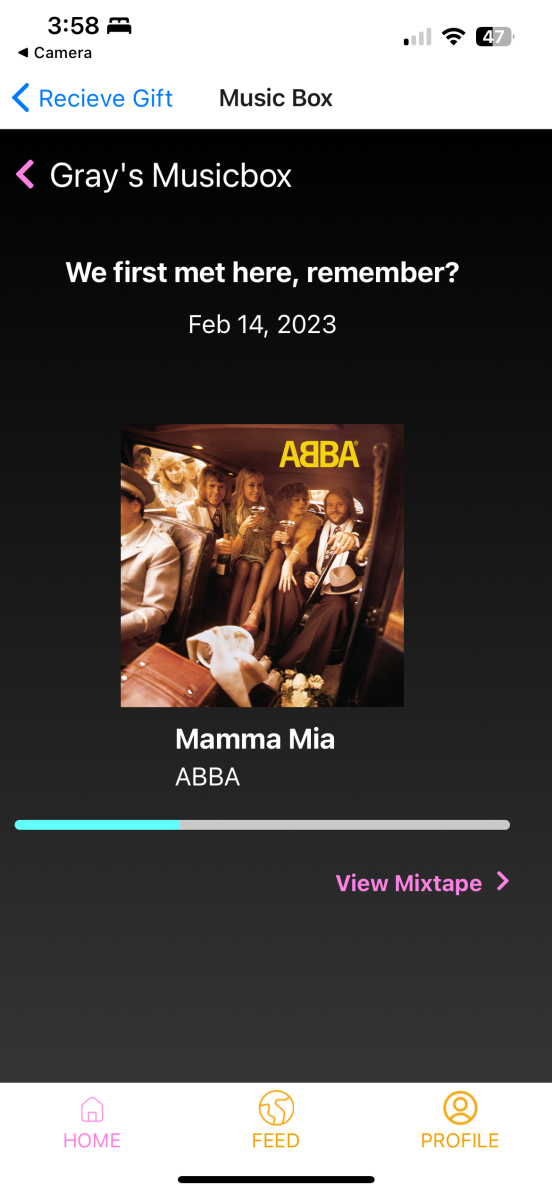 3:58
47
◀ Camera
Recieve Gift
Music Box
Gray's Musicbox
We first met here, remember?
Feb 14, 2023
ABBA
Mamma Mia
ABBA
View Mixtape
HOME
FEED
PROFILE